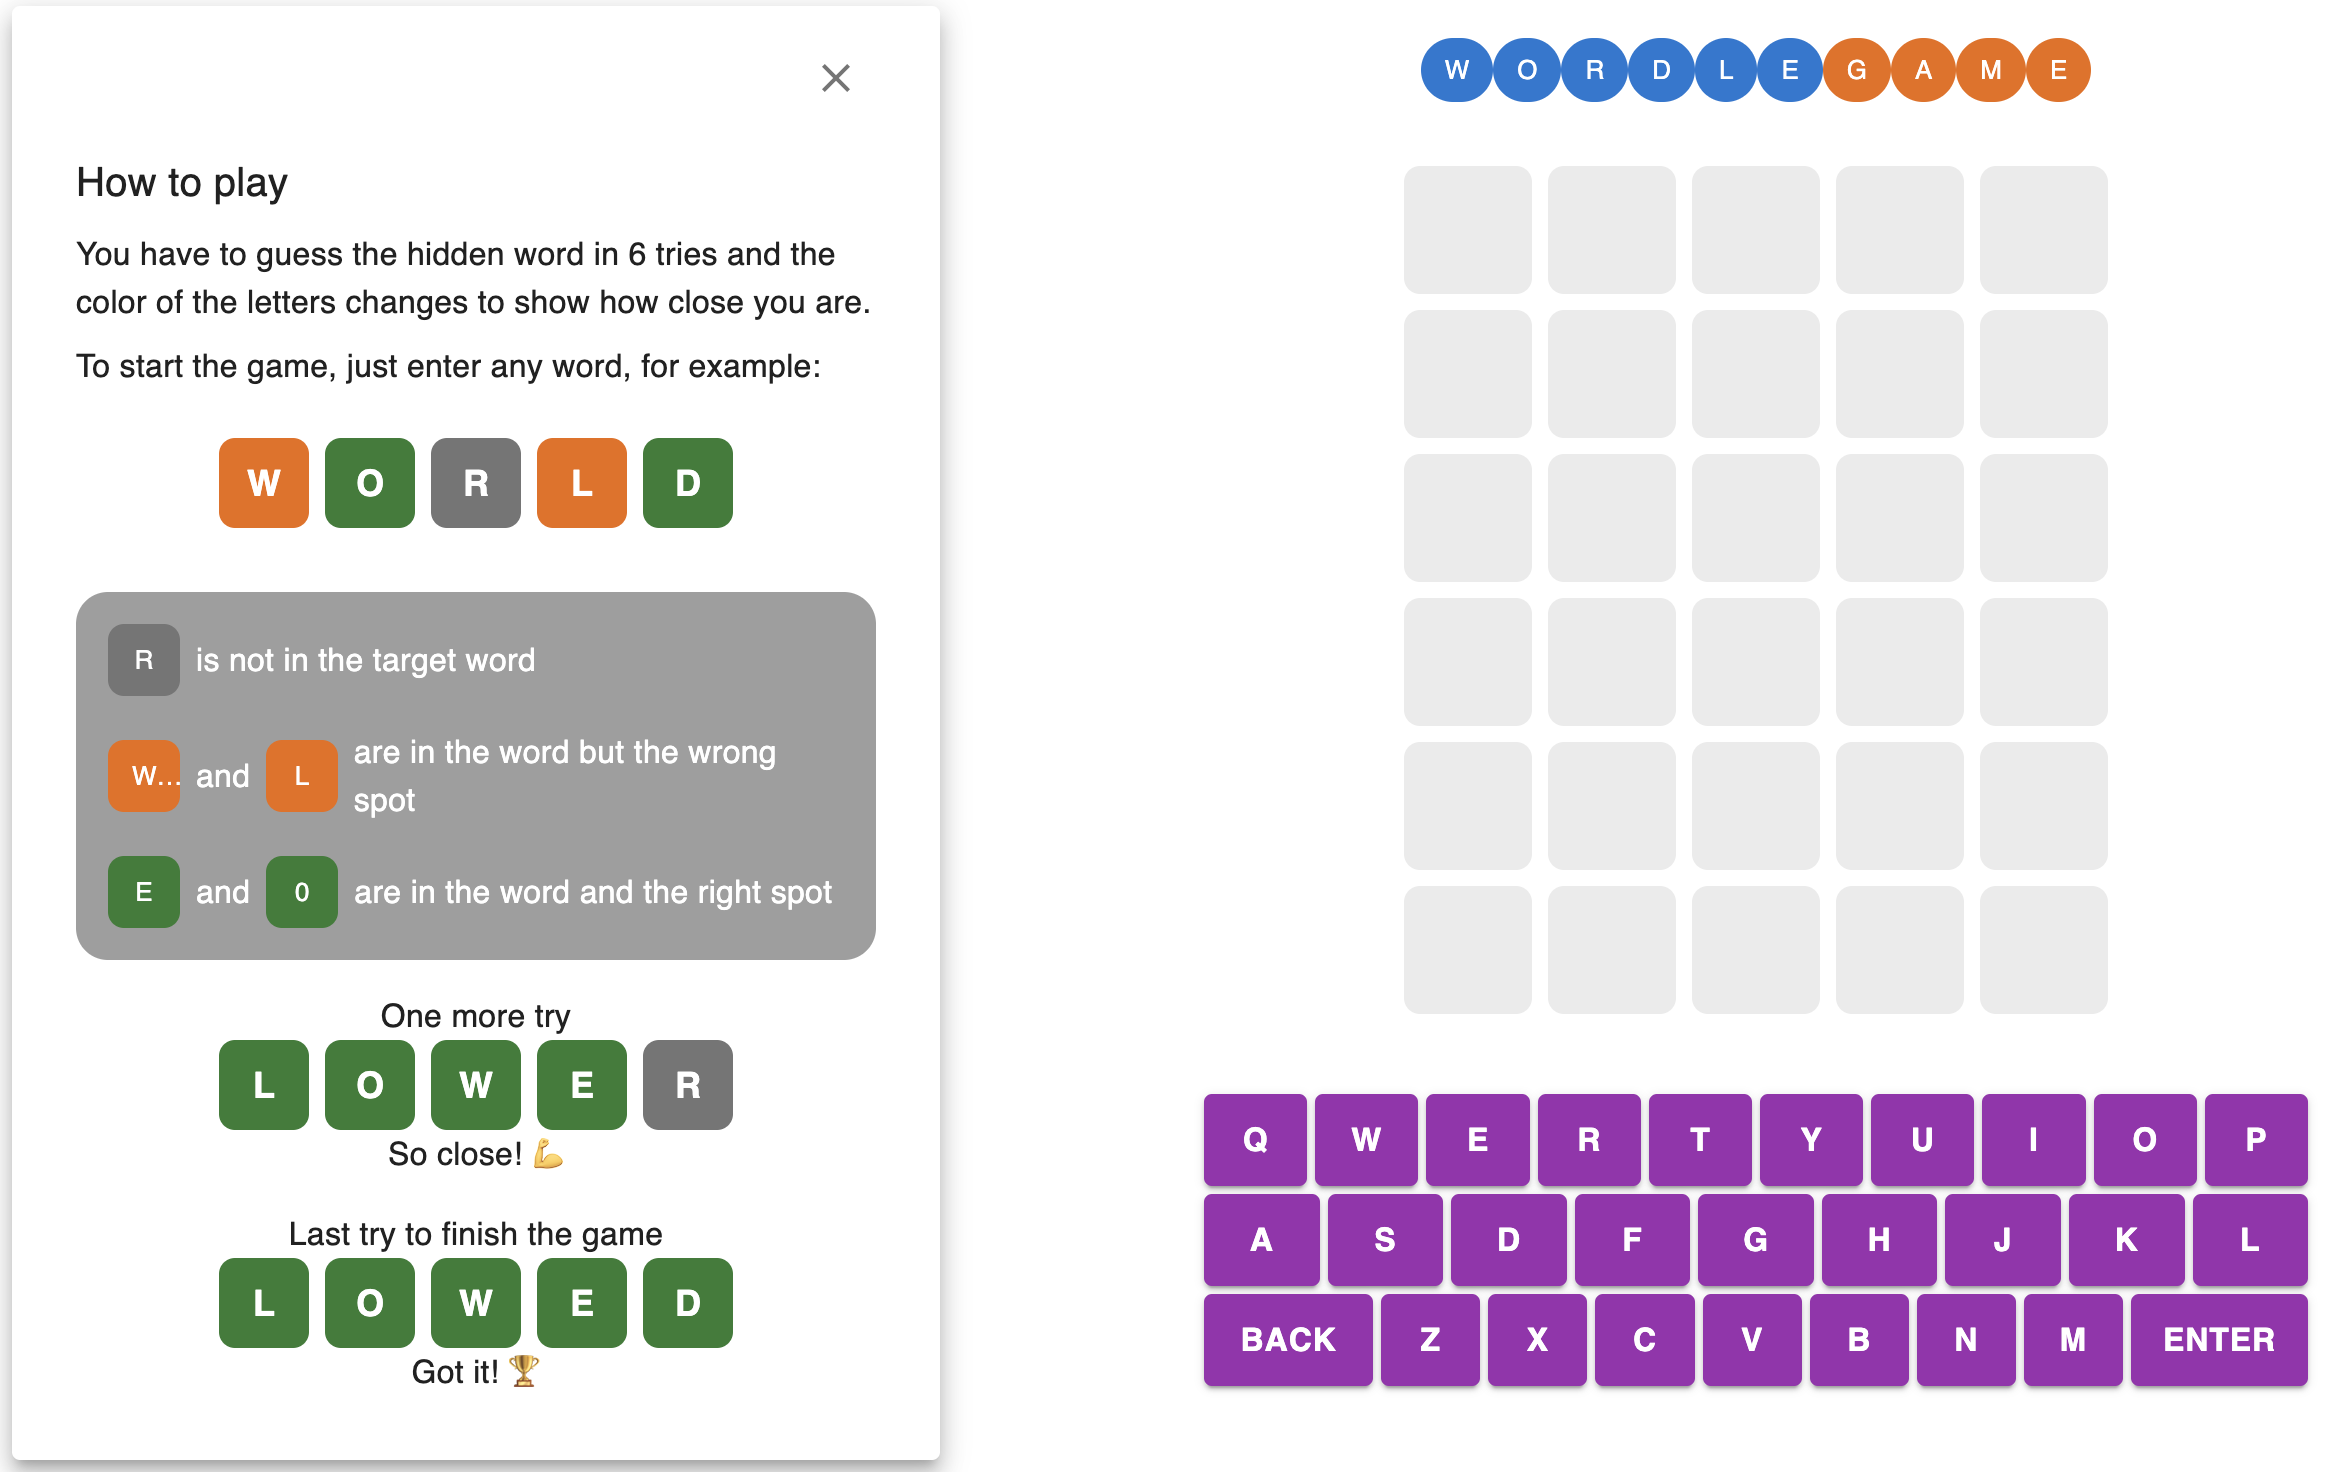 How to play
You have to guess the hidden word in 6 tries and the
color of the letters changes to show how close you are.
To start the game, just enter any word, for example:
W O R L D
R is not in the target word
W... and L are in the word but the wrong
spot
E and 0 are in the word and the right spot
One more try
L O W E R
So close! 💪
Last try to finish the game
L O W E D
Got it! 🏆
W O R D L E G A M E
Q W E R T Y U I O P
A S D F G H J K L
BACK Z X C V B N M ENTER